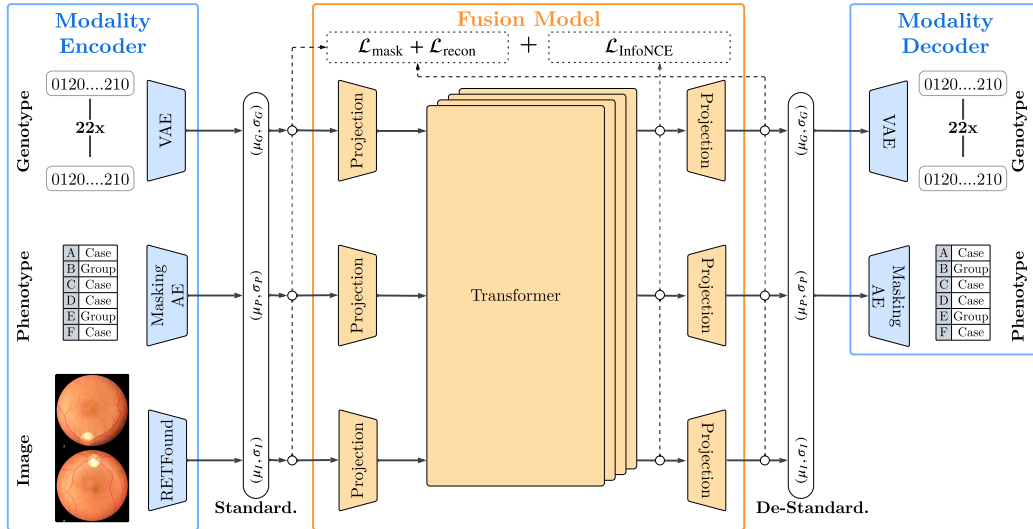 Modality
Encoder
Fusion Model
Modality
Decoder
ℒmask + ℒrecon
+
ℒInfoNCE
Genotype
0120....210
22x
0120....210
VAE
(μG, σG)
Projection
Projection
(μG, σG)
VAE
0120....210
22x
0120....210
Genotype
Phenotype
A Case
B Group
C Case
D Case
E Group
F Case
Masking
AE
(μP, σP)
Projection
Transformer
Projection
(μP, σP)
Masking
AE
A Case
B Group
C Case
D Case
E Group
F Case
Phenotype
Image
RETFound
(μI, σI)
Projection
Projection
(μI, σI)
Standard.
De-Standard.